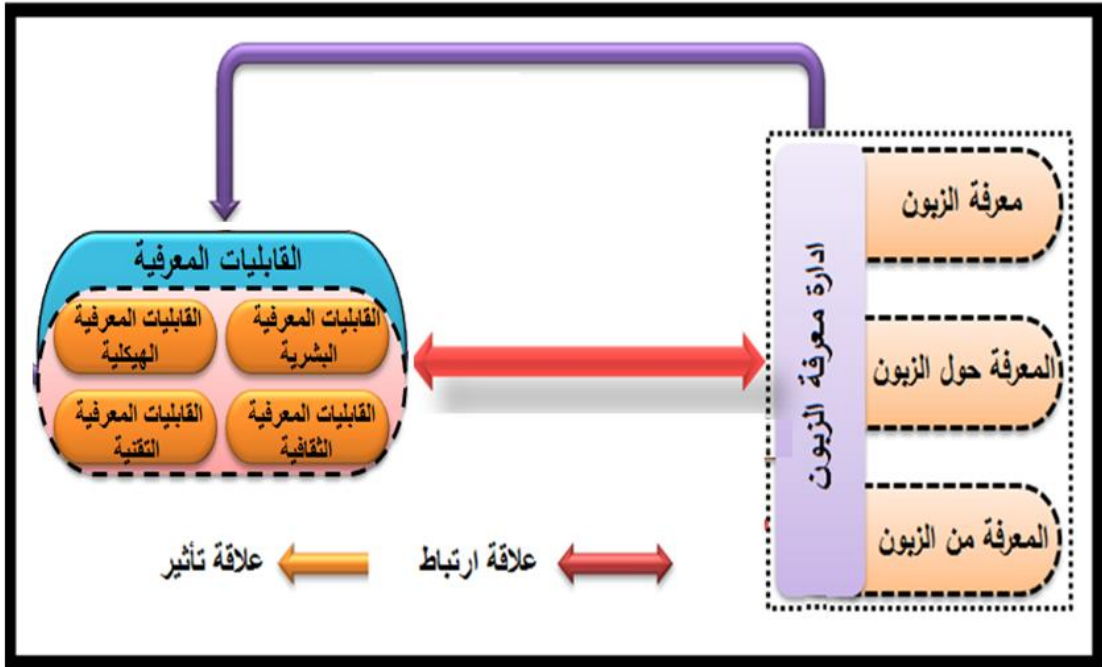 معرفة الزبون
المعرفة حول الزبون
المعرفة من الزبون
ادارة معرفة الزبون
القابليات المعرفية
القابليات المعرفية
البشرية
القابليات المعرفية
الهيكلية
القابليات المعرفية
الثقافية
القابليات المعرفية
التقنية
علاقة ارتباط
علاقة تأثير